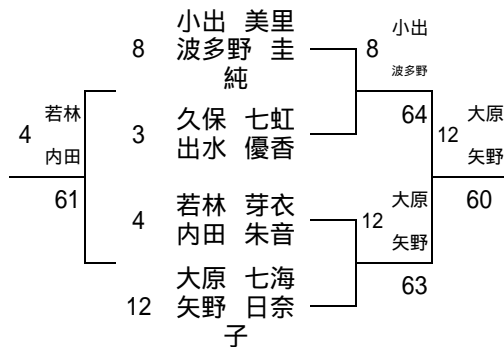 小出 美里
8 波多野 圭
純
3 久保 七虹
出水 優香
4 若林 芽衣
内田 朱音
大原 七海
12 矢野 日奈
子
4 若林
内田
61
8 小出
波多野
64
12 大原
矢野
63
12 大原
矢野
60